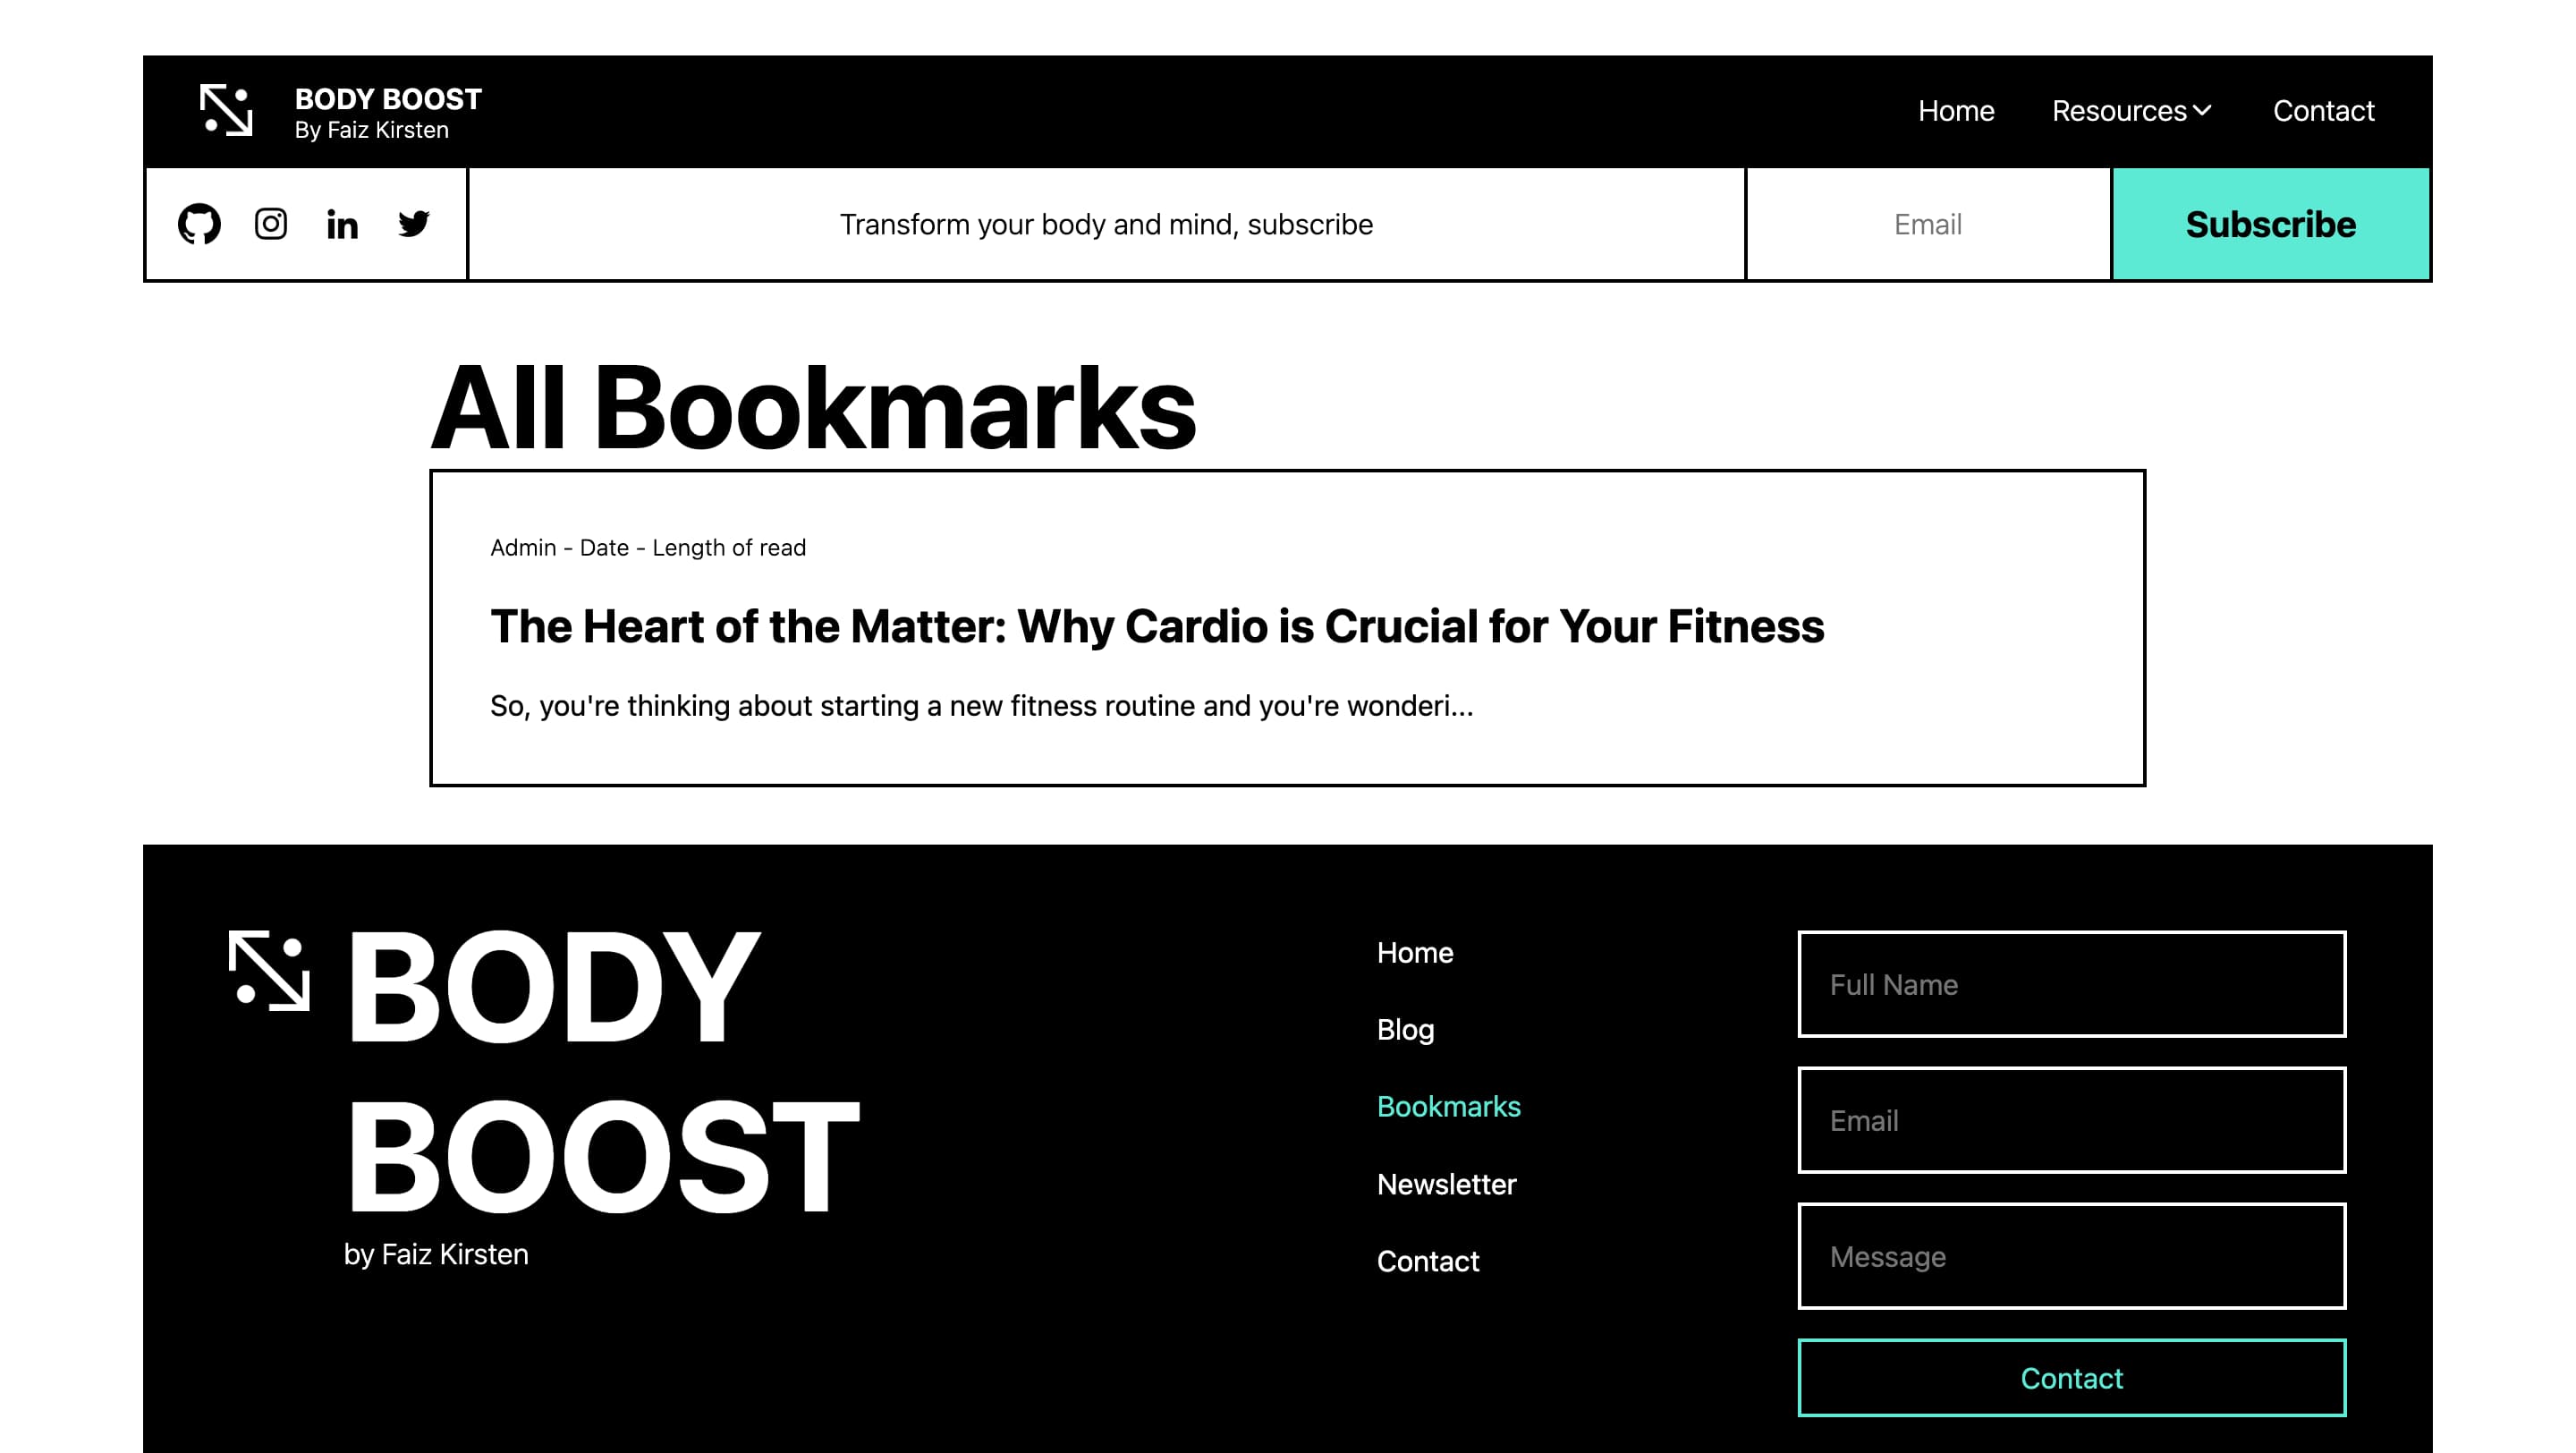 BODY BOOST
By Faiz Kirsten
Home Resources Contact
Transform your body and mind, subscribe
Email
Subscribe
All Bookmarks
Admin - Date - Length of read
The Heart of the Matter: Why Cardio is Crucial for Your Fitness
So, you're thinking about starting a new fitness routine and you're wonderi...
BODY
BOOST
by Faiz Kirsten
Home
Blog
Bookmarks
Newsletter
Contact
Full Name
Email
Message
Contact